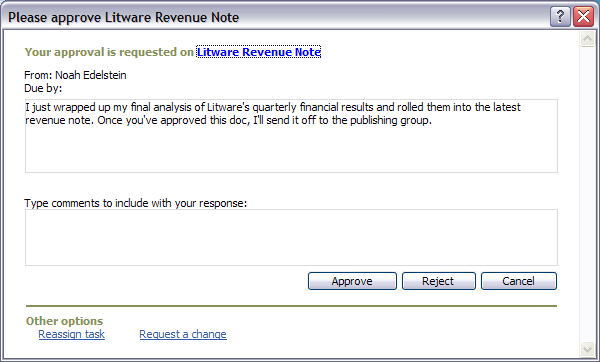 Please approve Litware Revenue Note
Your approval is requested on Litware Revenue Note
From: Noah Edelstein
Due by:
I just wrapped up my final analysis of Litware's quarterly financial results and rolled them into the latest
revenue note. Once you've approved this doc, I'll send it off to the publishing group.
Type comments to include with your response:
Approve Reject Cancel
Other options
Reassign task Request a change